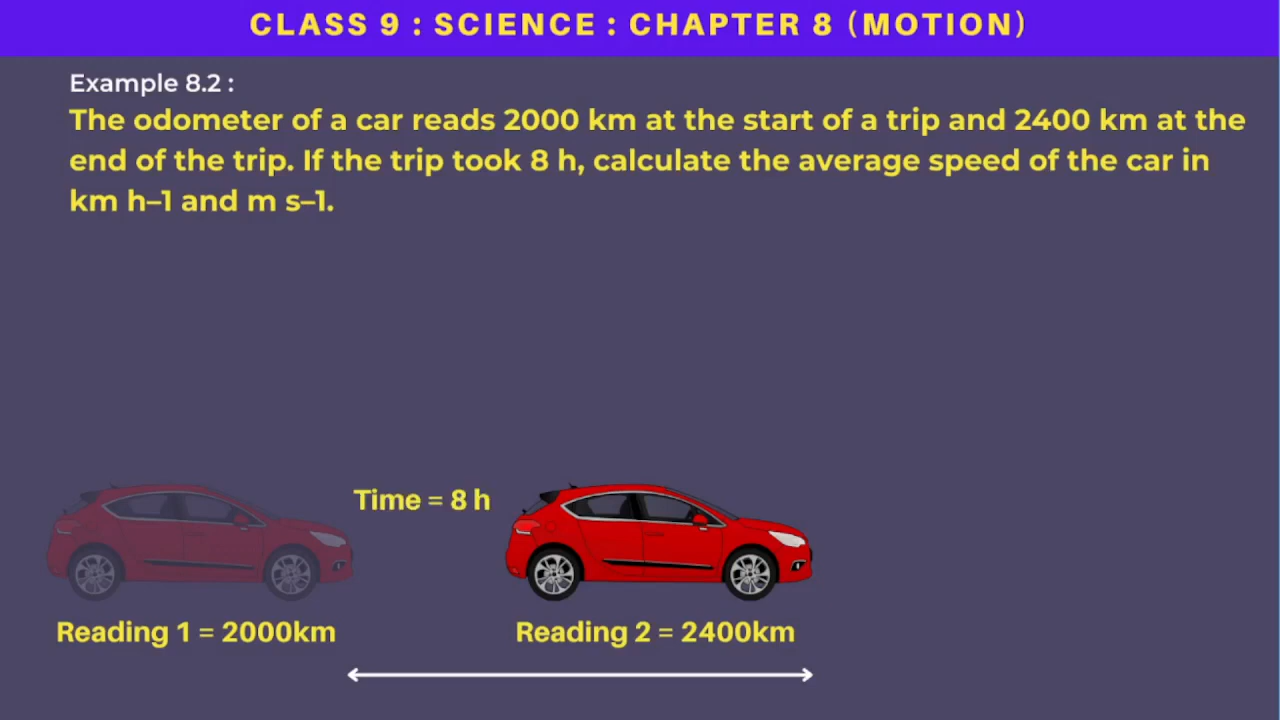 CLASS 9 : SCIENCE : CHAPTER 8 (MOTION)
Example 8.2 :
The odometer of a car reads 2000 km at the start of a trip and 2400 km at the
end of the trip. If the trip took 8 h, calculate the average speed of the car in
km h–1 and m s–1.
Time = 8 h
Reading 1 = 2000km
Reading 2 = 2400km